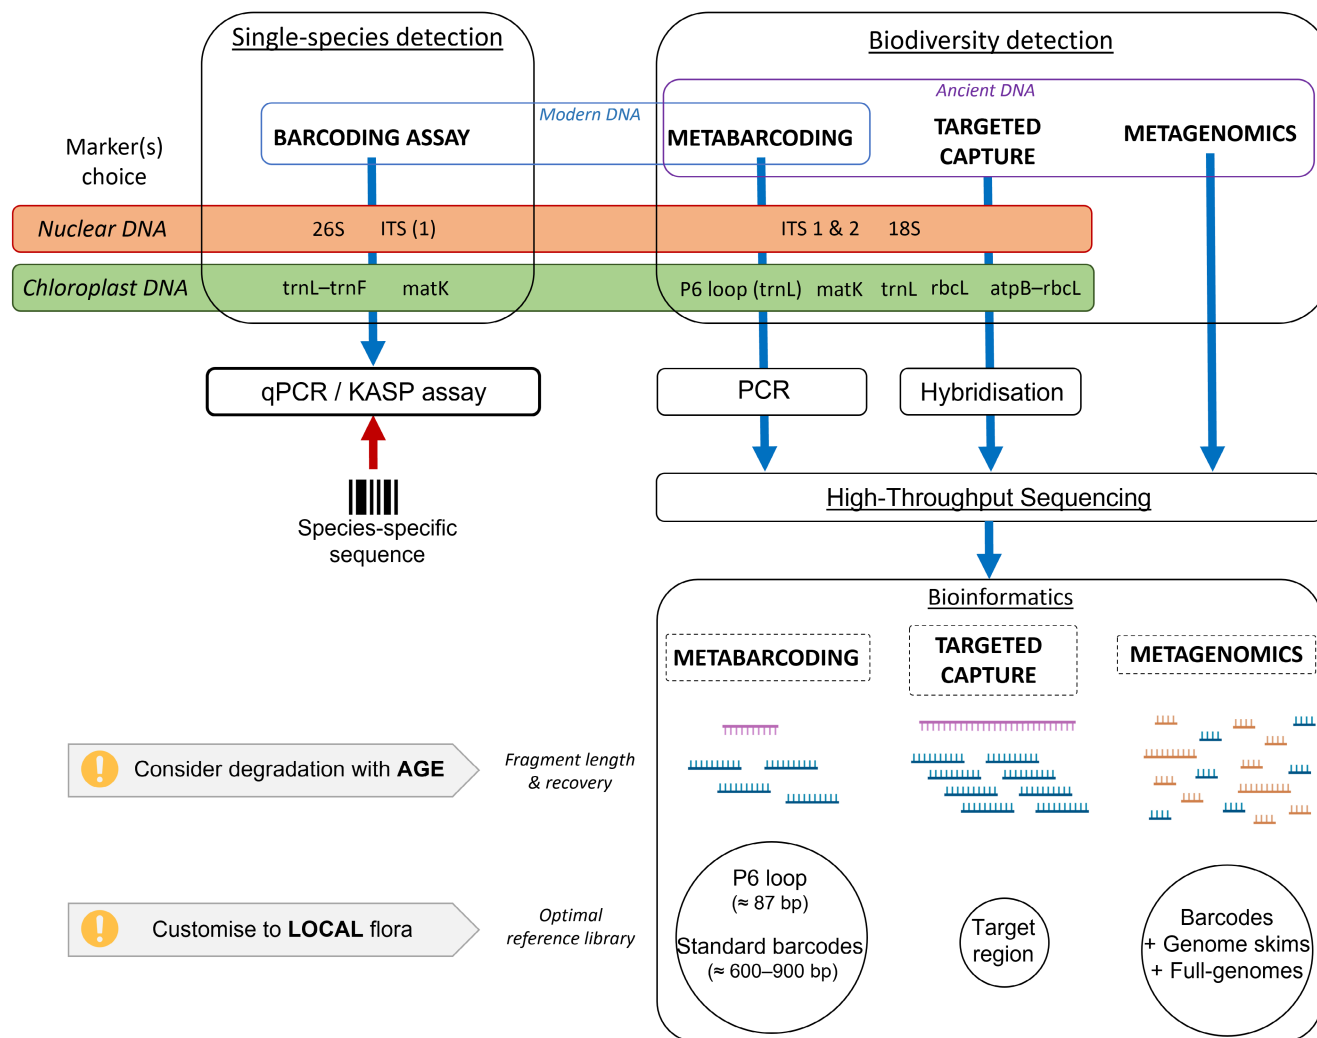 Single-species detection
Biodiversity detection
Ancient DNA
Modern DNA
BARCODING ASSAY
METABARCODING
TARGETED
CAPTURE
METAGENOMICS
Marker(s)
choice
Nuclear DNA
26S
ITS (1)
ITS 1 & 2
18S
Chloroplast DNA
trnL–trnF
matK
P6 loop (trnL)
matK
trnL
rbcL
atpB–rbcL
qPCR / KASP assay
PCR
Hybridisation
Species-specific
sequence
High-Throughput Sequencing
Bioinformatics
METABARCODING
TARGETED
CAPTURE
METAGENOMICS
Consider degradation with AGE
Fragment length
& recovery
Customise to LOCAL flora
Optimal
reference library
P6 loop
(≈ 87 bp)
Standard barcodes
(≈ 600–900 bp)
Target
region
Barcodes
+ Genome skims
+ Full-genomes